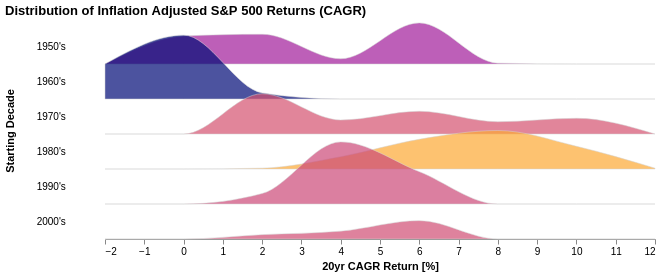 Distribution of Inflation Adjusted S&P 500 Returns (CAGR)
Starting Decade
1950's
1960's
1970's
1980's
1990's
2000's
−2 −1 0 1 2 3 4 5 6 7 8 9 10 11 12
20yr CAGR Return [%]